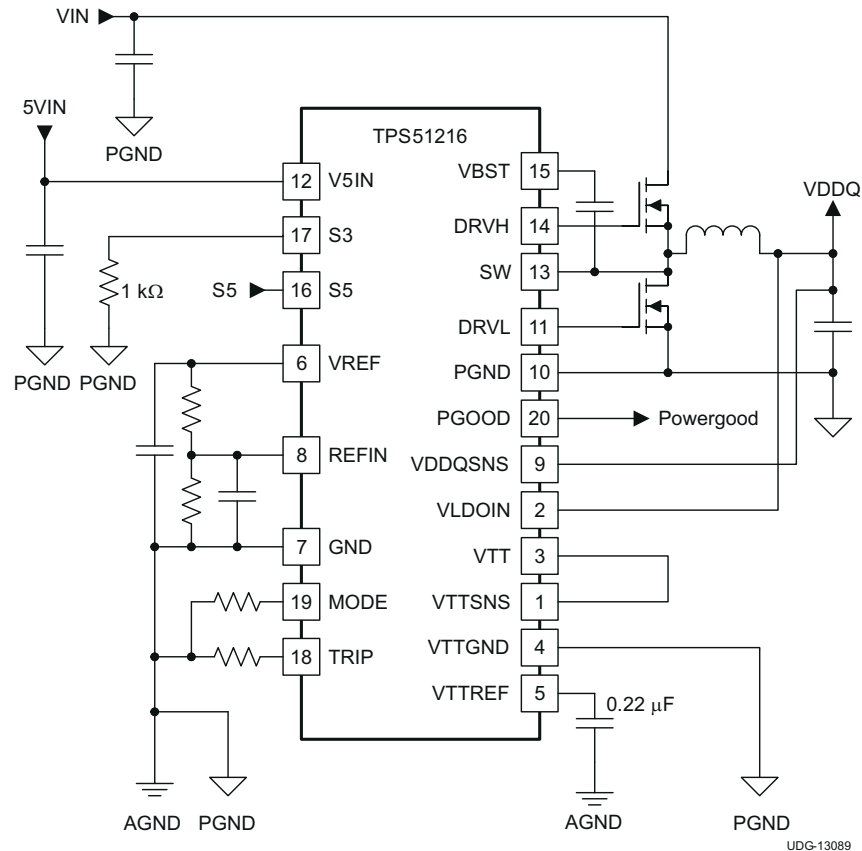 VIN
PGND
5VIN
TPS51216
12 V5IN
17 S3
S5 16 S5
1 kΩ
PGND PGND
6 VREF
8 REFIN
7 GND
19 MODE
18 TRIP
AGND PGND
VBST 15
DRVH 14
SW 13
DRVL 11
PGND 10
PGOOD 20 Powergood
VDDQSNS 9
VLDOIN 2
VTT 3
VTTSNS 1
VTTGND 4
VTTREF 5
0.22 μF
VDDQ
AGND
PGND
UDG-13089